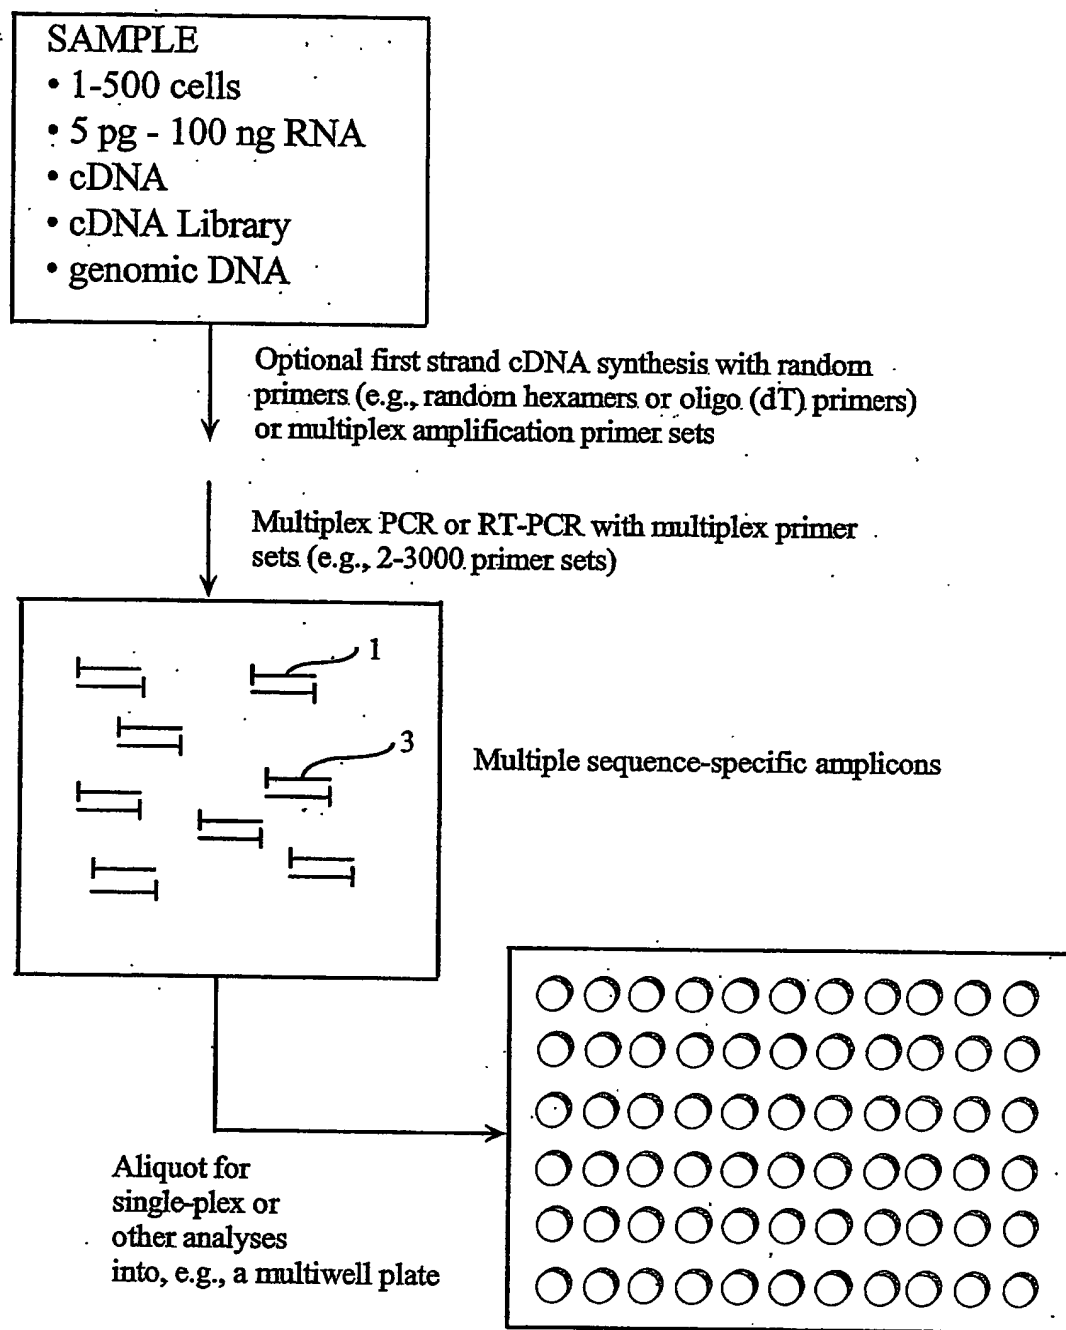 SAMPLE
• 1-500 cells
• 5 pg - 100 ng RNA
• cDNA
• cDNA Library
• genomic DNA
Optional first strand cDNA synthesis with random
primers (e.g., random hexamers or oligo (dT) primers)
or multiplex amplification primer sets
Multiplex PCR or RT-PCR with multiplex primer
sets (e.g., 2-3000 primer sets)
1
3
Multiple sequence-specific amplicons
Aliquot for
single-plex or
other analyses
into, e.g., a multiwell plate